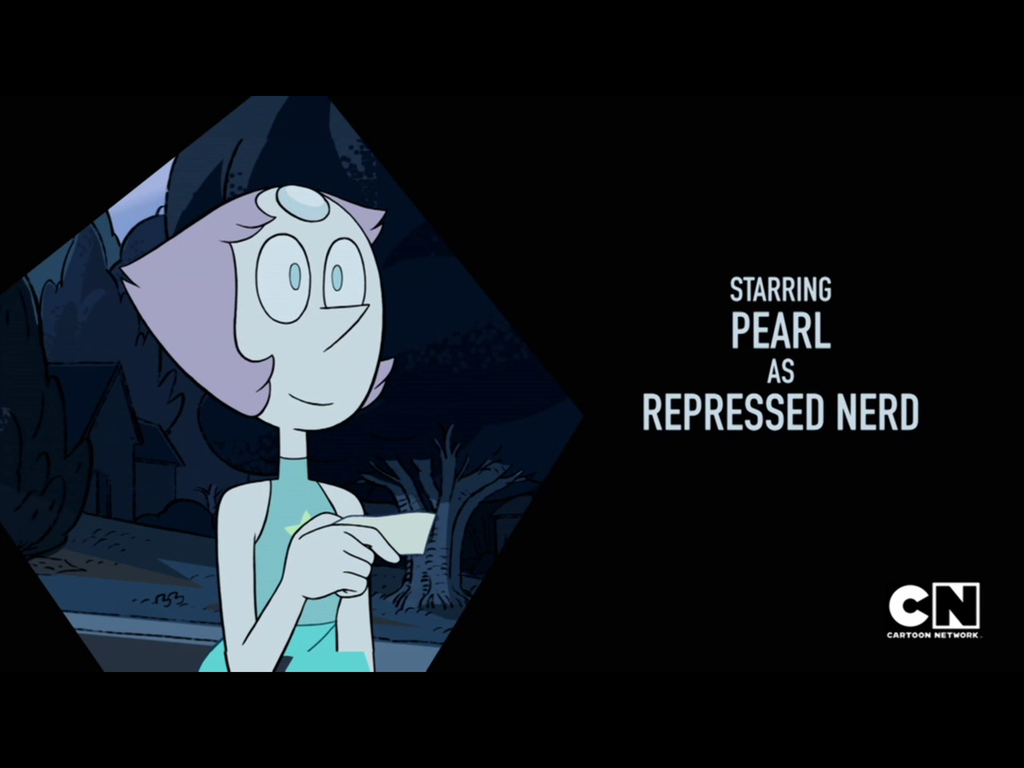 STARRING
PEARL
AS
REPRESSED NERD
CN
CARTOON NETWORK